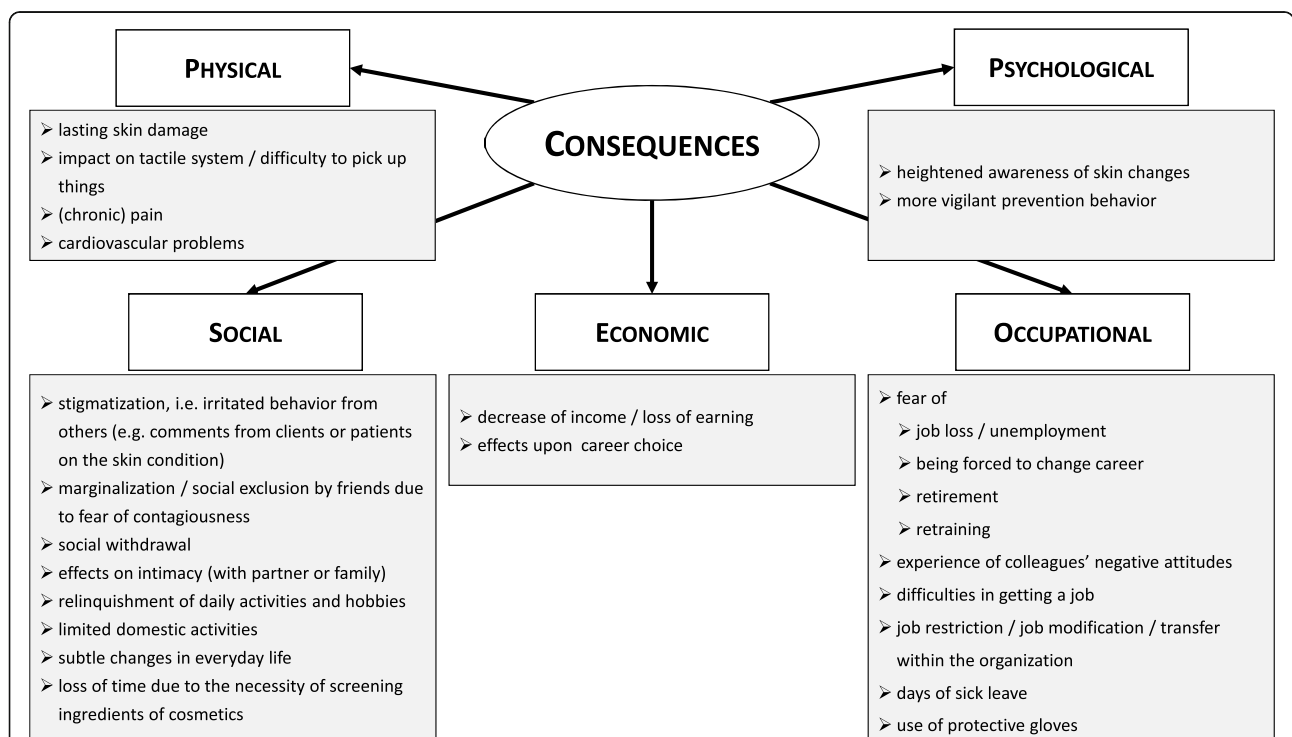 CONSEQUENCES
PHYSICAL
➢ lasting skin damage
➢ impact on tactile system / difficulty to pick up
things
➢ (chronic) pain
➢ cardiovascular problems
PSYCHOLOGICAL
➢ heightened awareness of skin changes
➢ more vigilant prevention behavior
SOCIAL
➢ stigmatization, i.e. irritated behavior from
others (e.g. comments from clients or patients
on the skin condition)
➢ marginalization / social exclusion by friends due
to fear of contagiousness
➢ social withdrawal
➢ effects on intimacy (with partner or family)
➢ relinquishment of daily activities and hobbies
➢ limited domestic activities
➢ subtle changes in everyday life
➢ loss of time due to the necessity of screening
ingredients of cosmetics
ECONOMIC
➢ decrease of income / loss of earning
➢ effects upon career choice
OCCUPATIONAL
➢ fear of
➢ job loss / unemployment
➢ being forced to change career
➢ retirement
➢ retraining
➢ experience of colleagues’ negative attitudes
➢ difficulties in getting a job
➢ job restriction / job modification / transfer
within the organization
➢ days of sick leave
➢ use of protective gloves